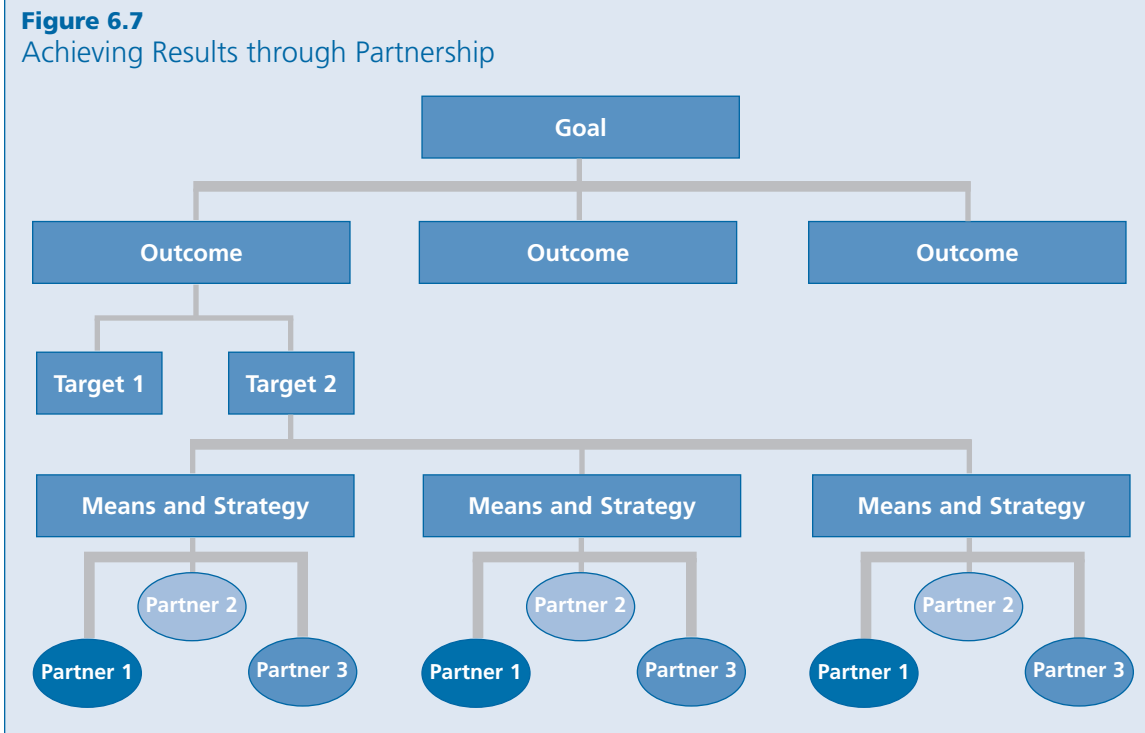 Figure 6.7
Achieving Results through Partnership
Goal
Outcome
Outcome
Outcome
Target 1
Target 2
Means and Strategy
Means and Strategy
Means and Strategy
Partner 2
Partner 2
Partner 2
Partner 1
Partner 3
Partner 1
Partner 3
Partner 1
Partner 3